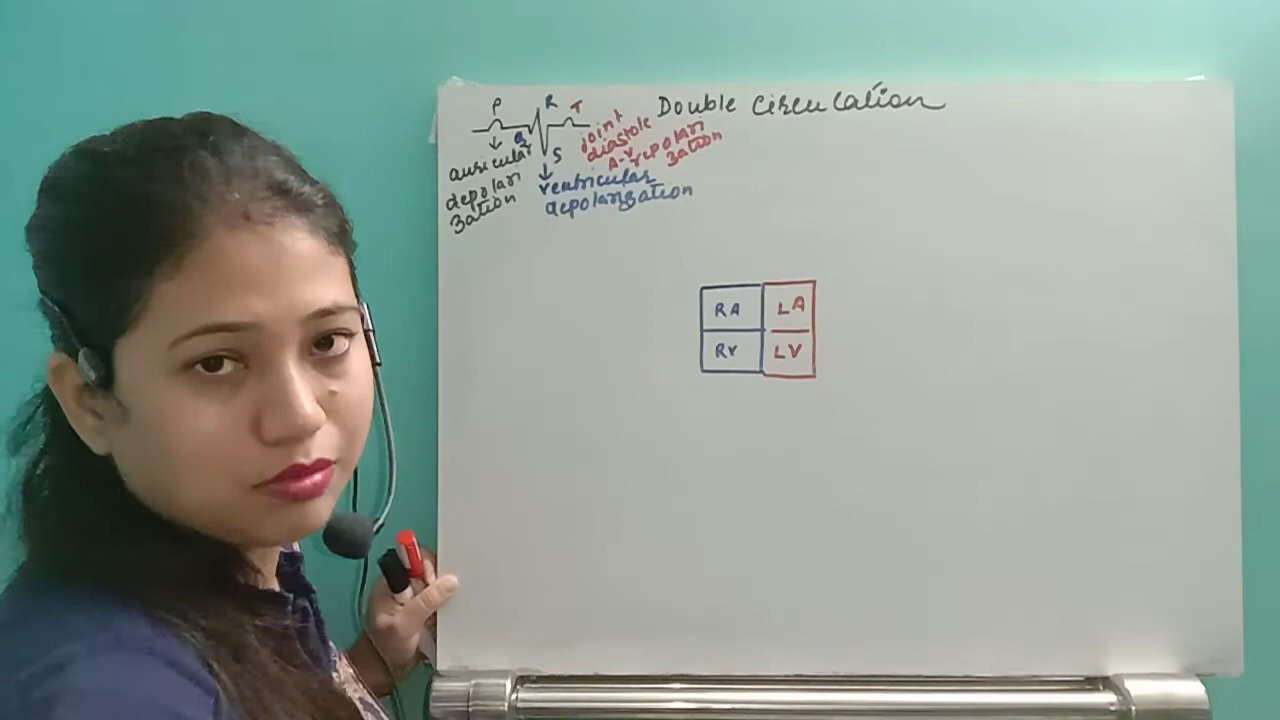 Double Circulation
P
R
T
Q
S
auricular
depolari
zation
ventricular
depolarization
joint
diastole
A-V repolari
zation
RA
LA
RV
LV